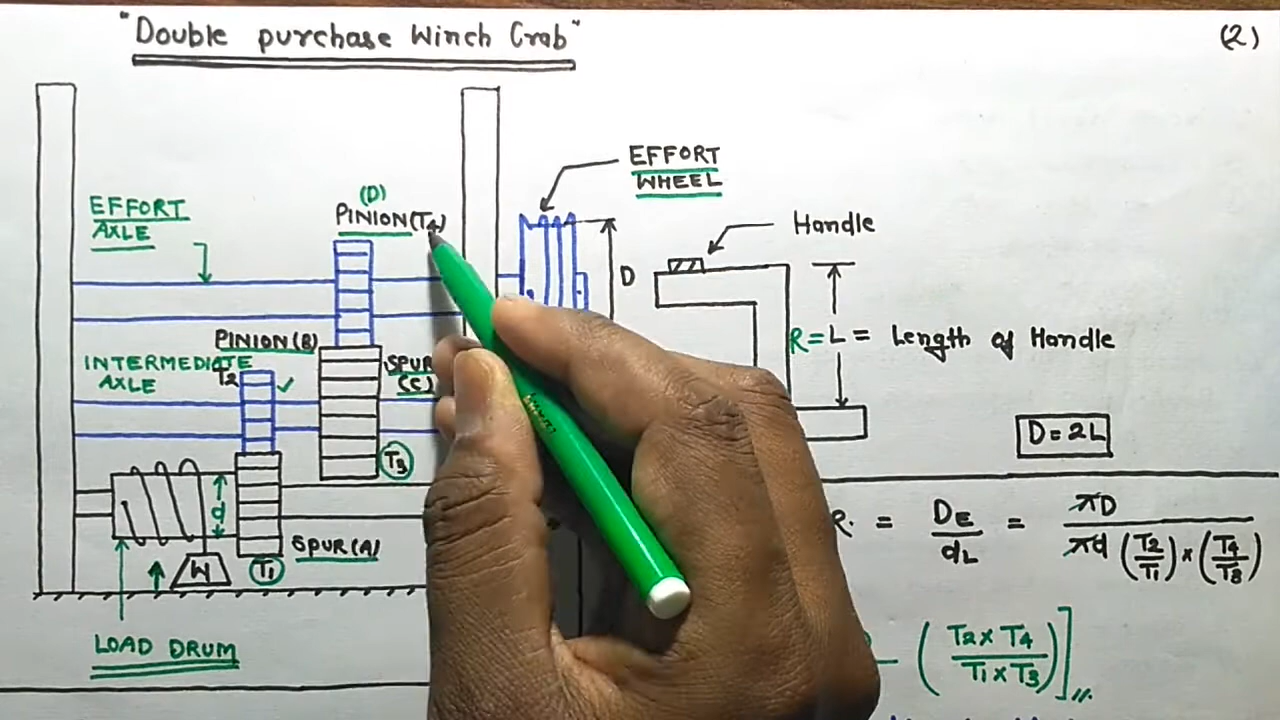 "Double purchase Winch Crab"
(2)
EFFORT
WHEEL
(D)
PINION(T4)
EFFORT
AXLE
Handle
D
PINION(B)
R=L= Length of Handle
INTERMEDIATE
AXLE
T2
SPUR
(C)
D=2L
T3
d
R. = DE/dL = πD/πd (T2/T1)×(T4/T3)
SPUR(A)
W
T1
(T2×T4/T1×T3)]
LOAD DRUM